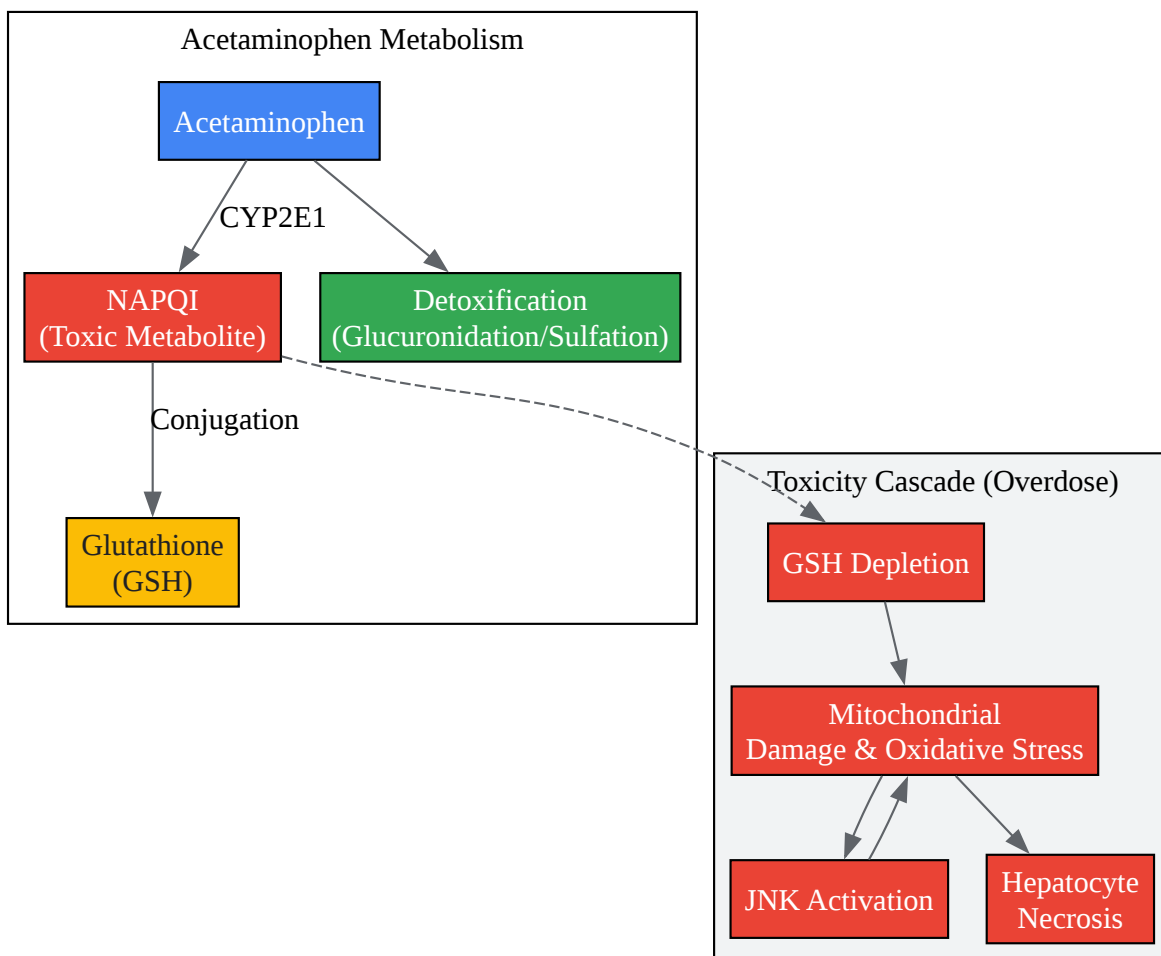 Acetaminophen Metabolism
Acetaminophen
CYP2E1
NAPQI
(Toxic Metabolite)
Detoxification
(Glucuronidation/Sulfation)
Conjugation
Glutathione
(GSH)
Toxicity Cascade (Overdose)
GSH Depletion
Mitochondrial
Damage & Oxidative Stress
JNK Activation
Hepatocyte
Necrosis